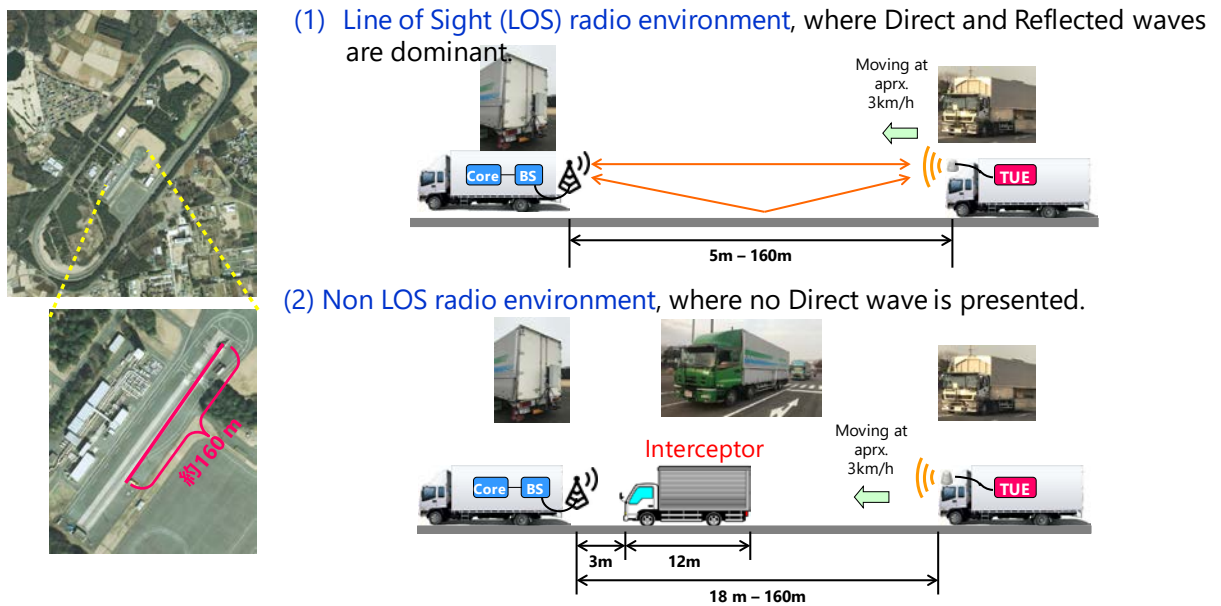 (1) Line of Sight (LOS) radio environment, where Direct and Reflected waves
are dominant.
Moving at
aprx.
3km/h
Core
BS
TUE
5m – 160m
(2) Non LOS radio environment, where no Direct wave is presented.
約160 m
Interceptor
Moving at
aprx.
3km/h
Core
BS
TUE
3m
12m
18 m – 160m